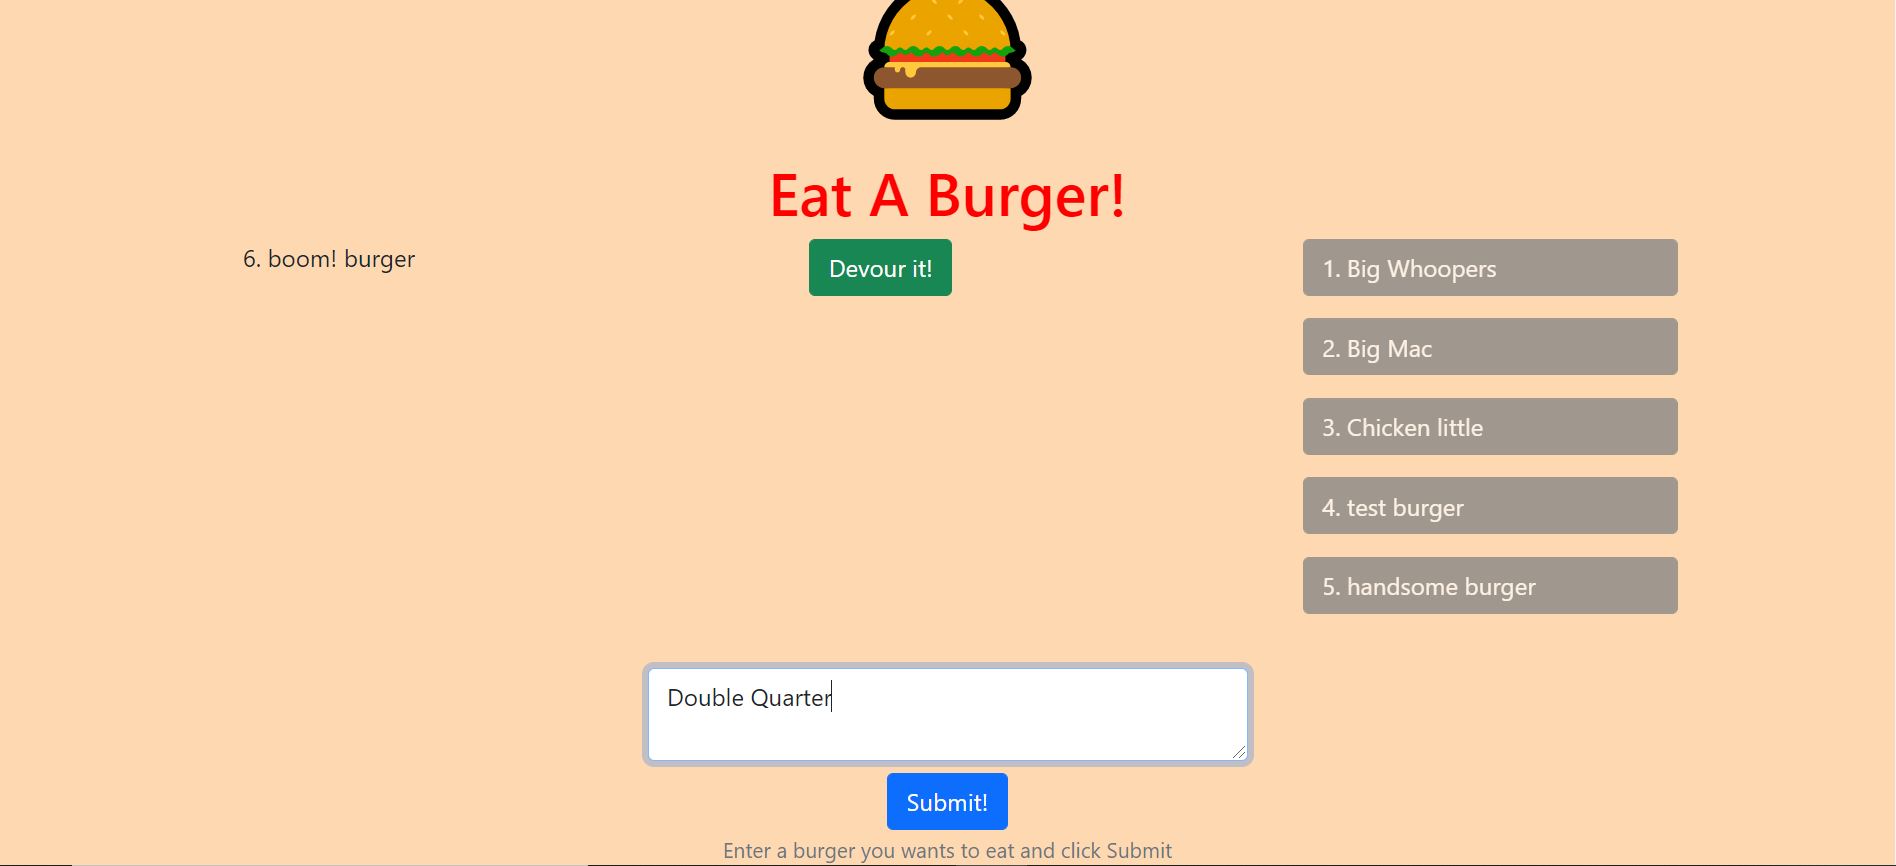 Eat A Burger!
6. boom! burger
Devour it!
1. Big Whoopers
2. Big Mac
3. Chicken little
4. test burger
5. handsome burger
Double Quarter
Submit!
Enter a burger you wants to eat and click Submit